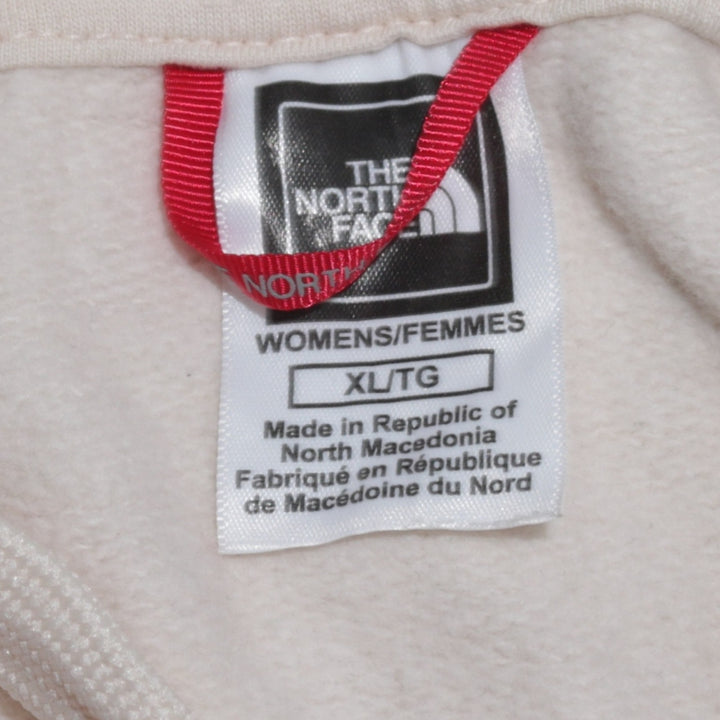 THE
NORTH
FACE
NORTH
WOMENS/FEMMES
XL/TG
Made in Republic of
North Macedonia
Fabriqué en République
de Macédoine du Nord